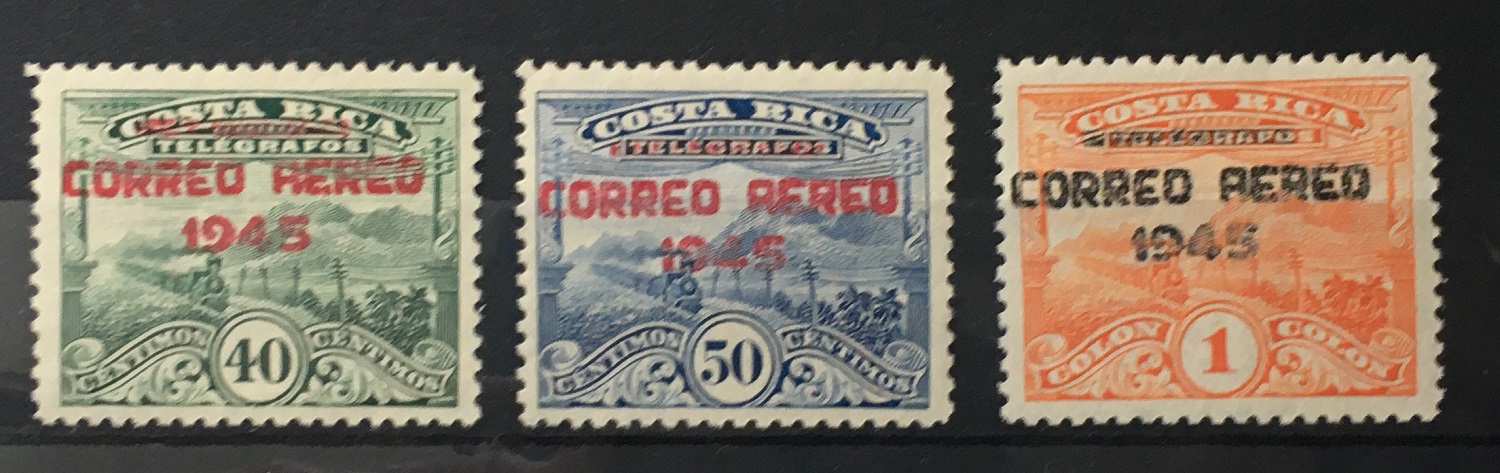 COSTA RICA
TELEGRAFOS
CORREO AEREO
1945
CENTIMOS 40 CENTIMOS
COSTA RICA
TELEGRAFOS
CORREO AEREO
1945
CENTIMOS 50 CENTIMOS
COSTA RICA
TELEGRAFOS
CORREO AEREO
1945
COLON 1 COLON